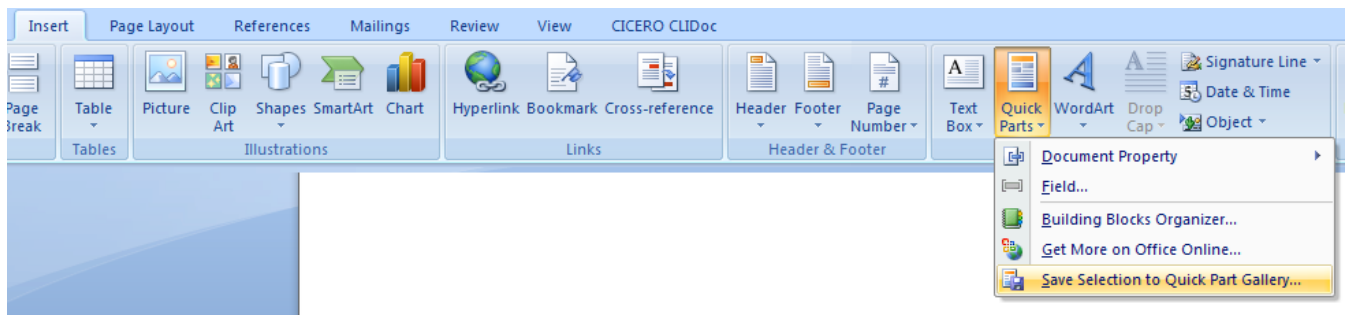 Insert Page Layout References Mailings Review View CICERO CLIDoc
Page Break
Table
Picture
Clip Art
Shapes
SmartArt
Chart
Hyperlink
Bookmark
Cross-reference
Header
Footer
Page Number
Text Box
Quick Parts
WordArt
Drop Cap
Signature Line
Date & Time
Object
Tables Illustrations Links Header & Footer
Document Property
Field...
Building Blocks Organizer...
Get More on Office Online...
Save Selection to Quick Part Gallery...